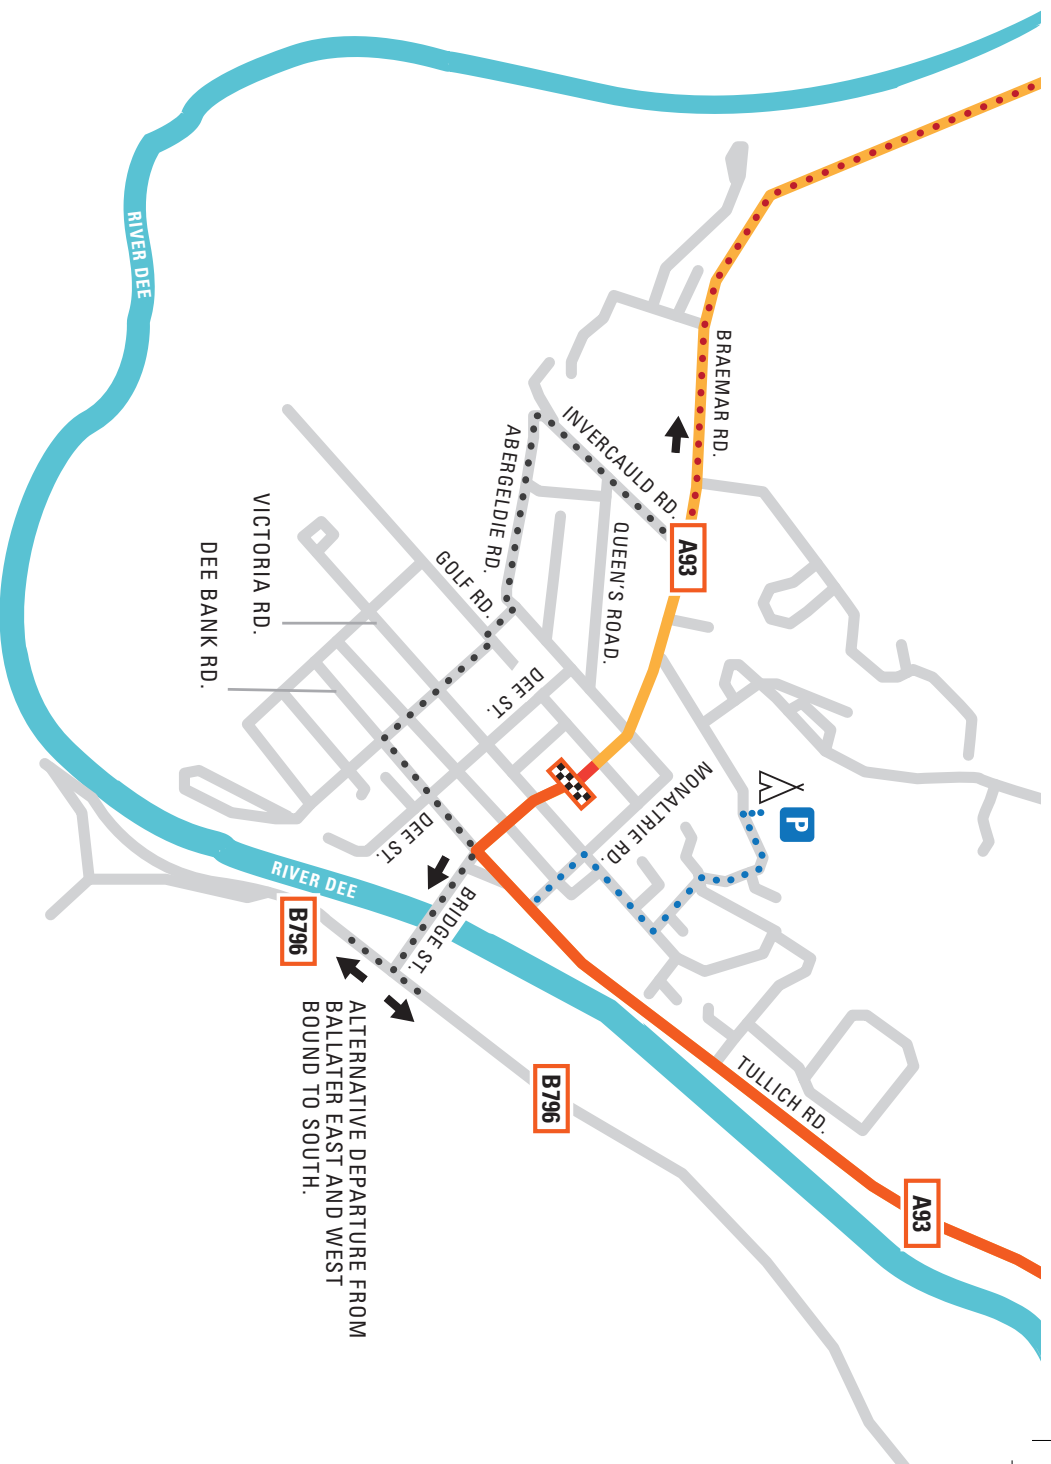 RIVER DEE
BRAEMAR RD.
INVERCAULD RD.
ABERGELDIE RD.
QUEEN'S ROAD.
A93
GOLF RD.
VICTORIA RD.
DEE BANK RD.
DEE ST.
MONALTRIE RD.
P
DEE ST.
RIVER DEE
BRIDGE ST.
B796
B796
TULLICH RD.
A93
ALTERNATIVE DEPARTURE FROM
BALLATER EAST AND WEST
BOUND TO SOUTH.